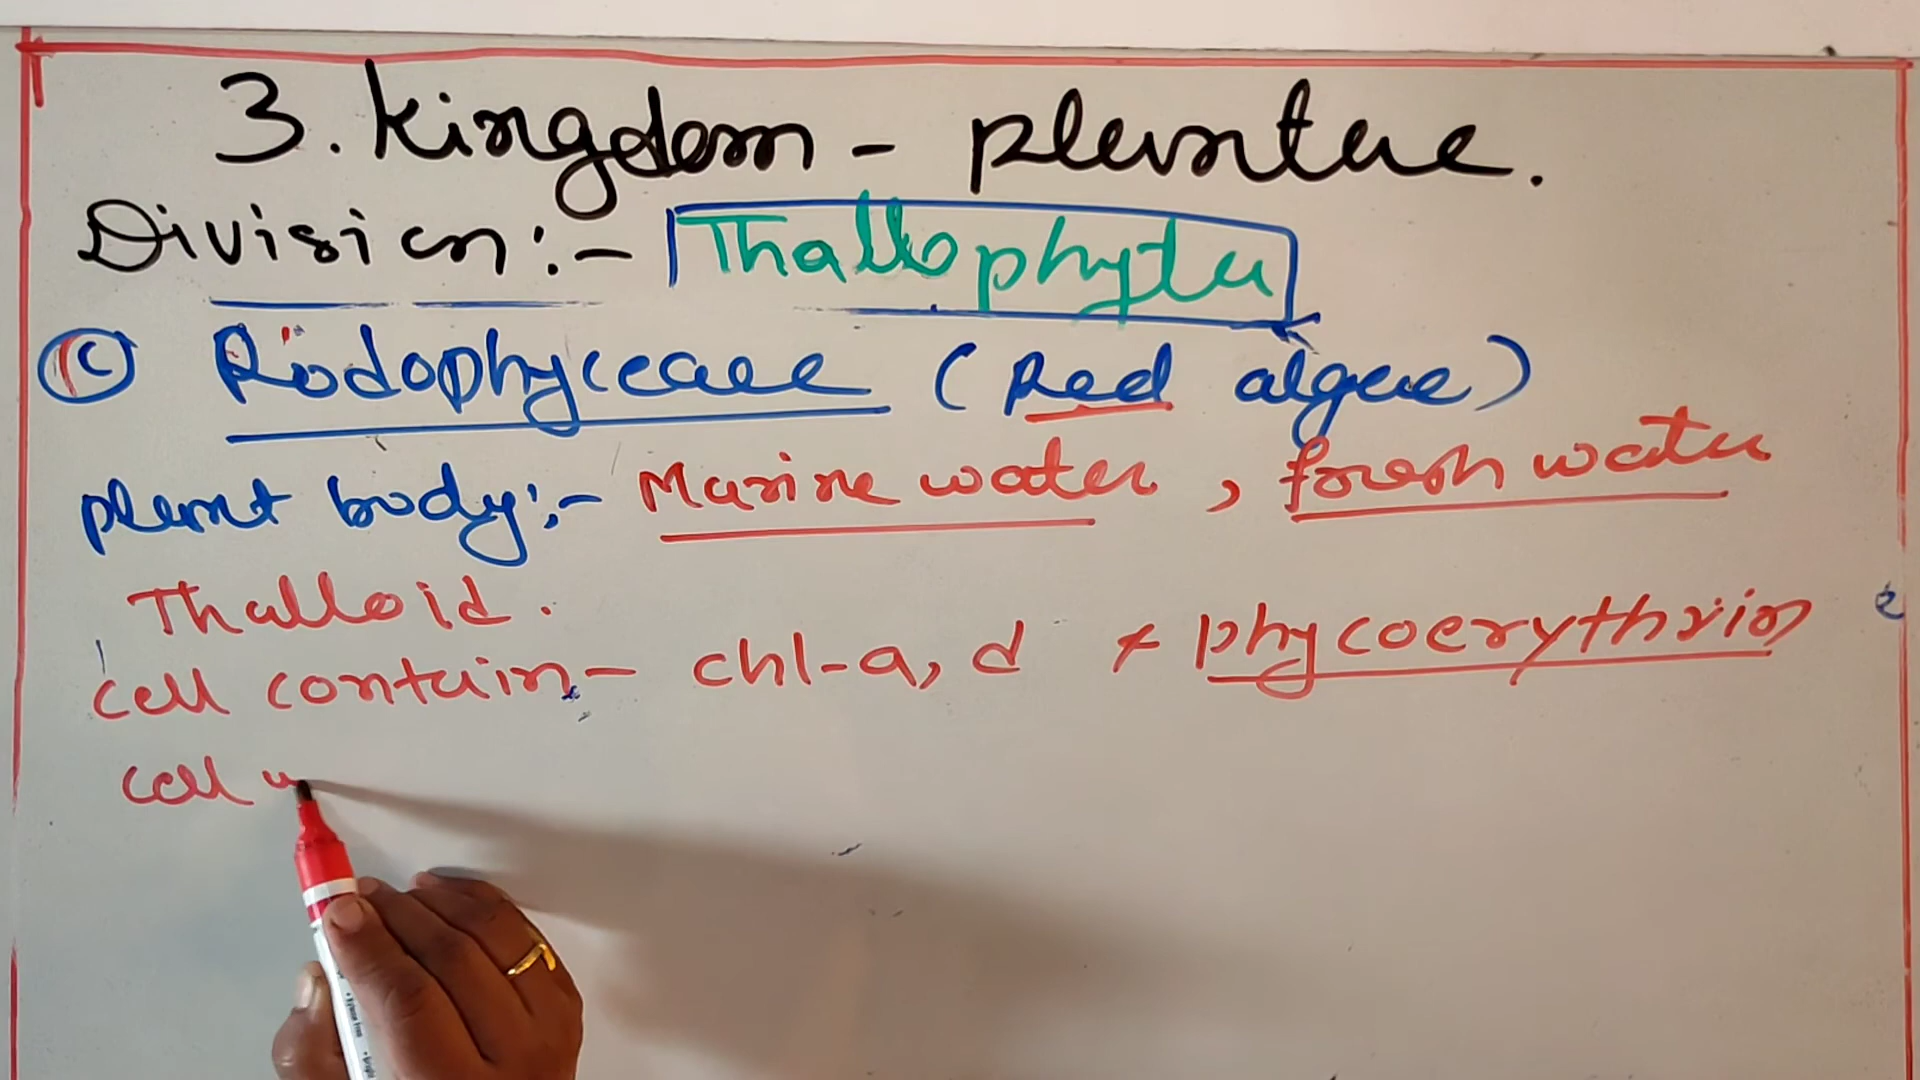 3. Kingdom - plantae.
Division:- Thallophyta
(C) Rodophyceae (Red algae)
plant body:- Marine water, fresh water
Thalloid.
cell contain - chl-a, d + phycoerythrin
cell w